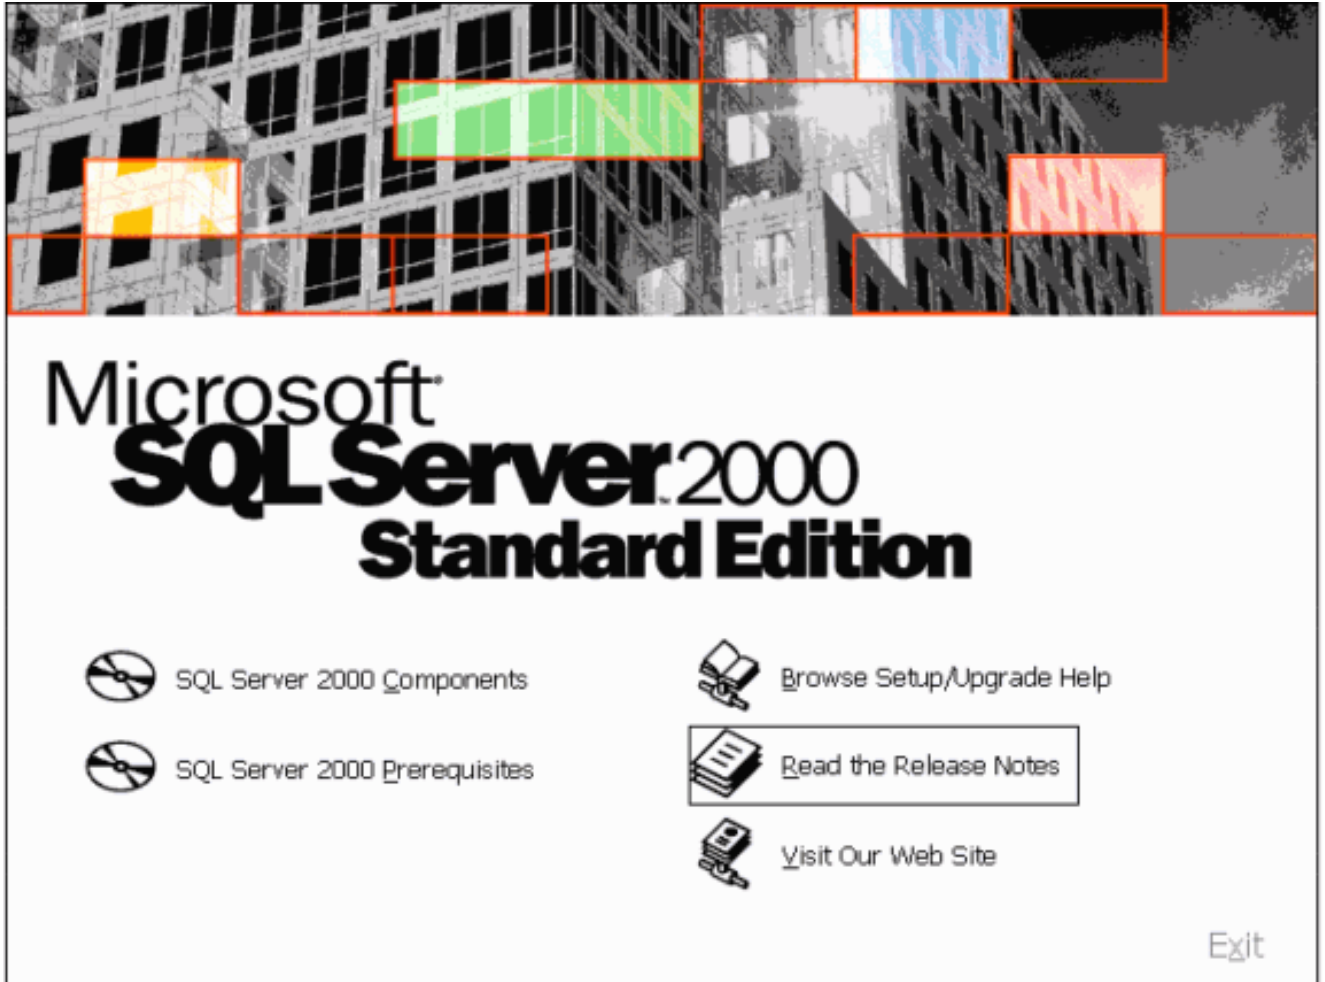 Microsoft®
SQL Server™ 2000
Standard Edition
SQL Server 2000 Components
SQL Server 2000 Prerequisites
Browse Setup/Upgrade Help
Read the Release Notes
Visit Our Web Site
Exit